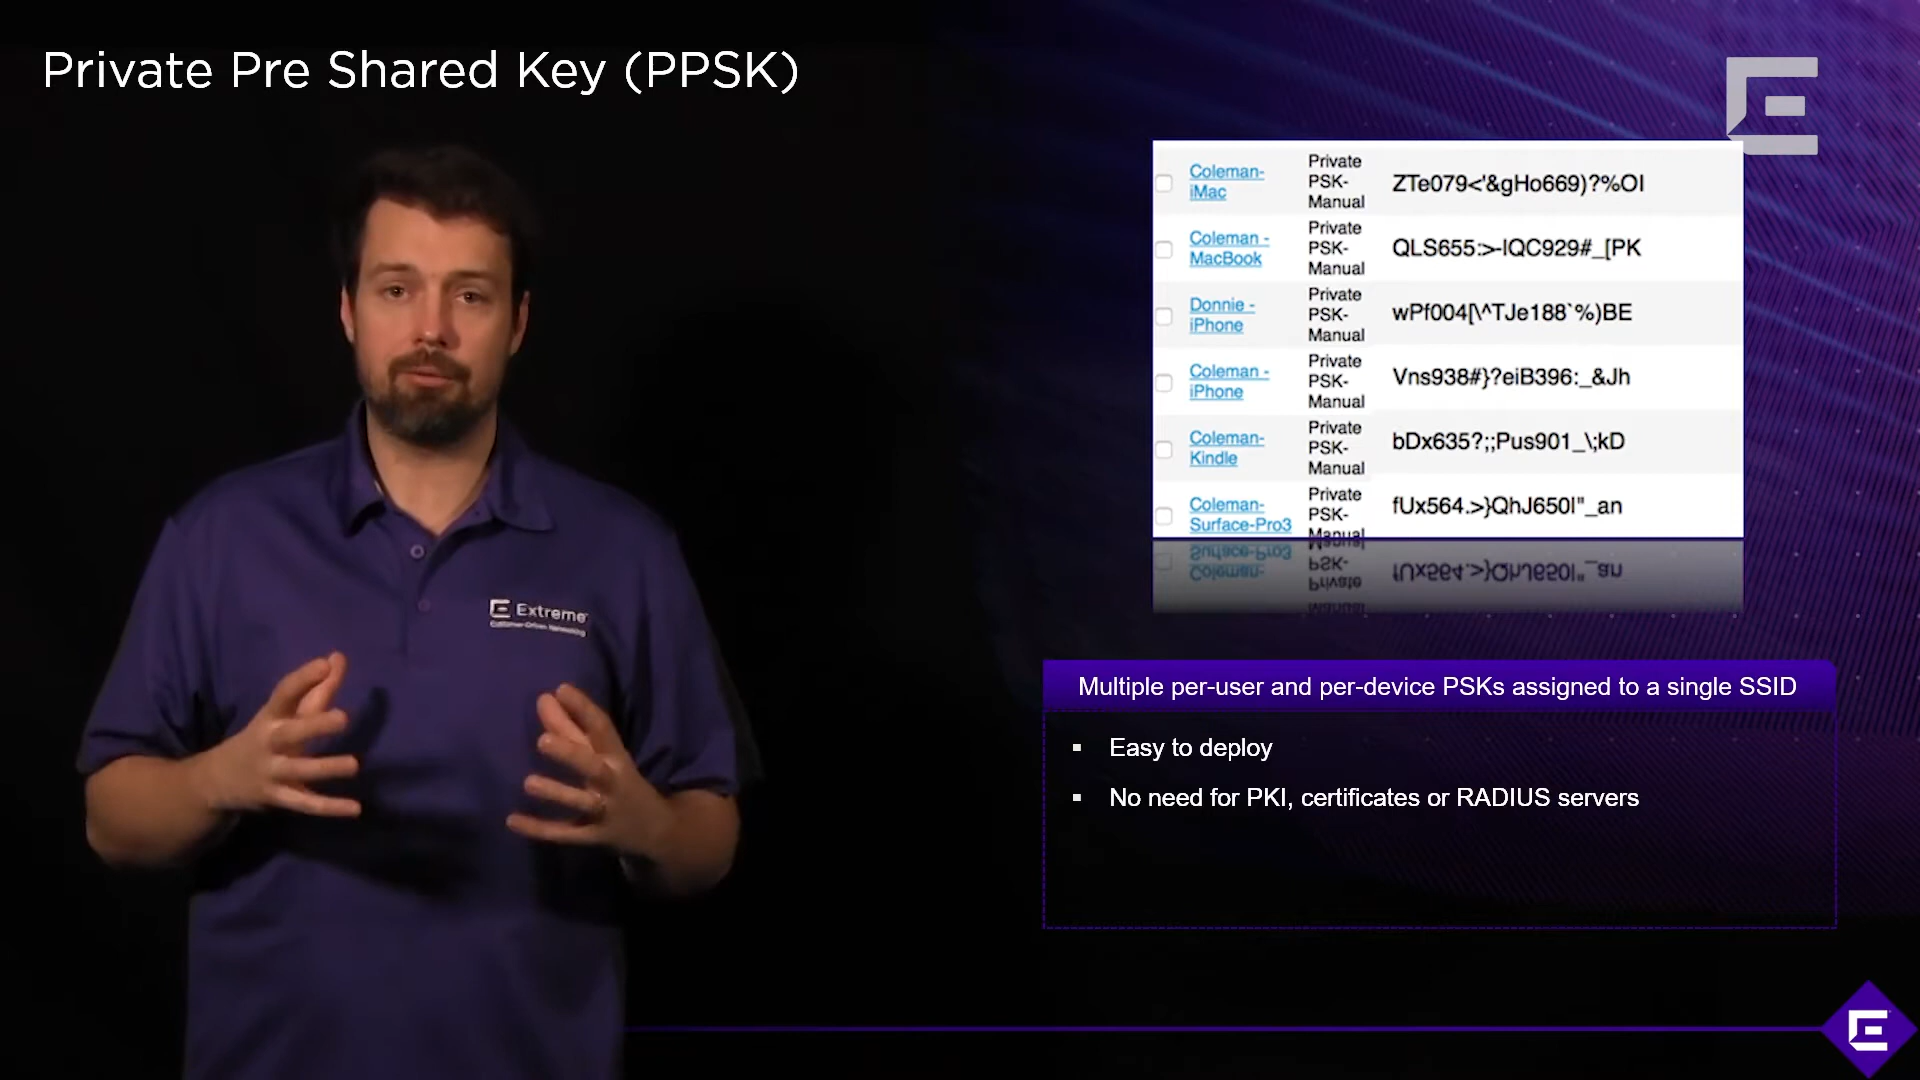 Private Pre Shared Key (PPSK)
Coleman-
iMac
Private
PSK-
Manual
ZTe079<'&gHo669)?%OI
Coleman -
MacBook
Private
PSK-
Manual
QLS655:>-IQC929#_[PK
Donnie -
iPhone
Private
PSK-
Manual
wPf004[\^TJe188`%)BE
Coleman -
iPhone
Private
PSK-
Manual
Vns938#}?eiB396:_&Jh
Coleman-
Kindle
Private
PSK-
Manual
bDx635?;;Pus901_\;kD
Coleman-
Surface-Pro3
Private
PSK-
Manual
fUx564.>}QhJ650I"_an
Extreme
Customer-Driven Networking
Multiple per-user and per-device PSKs assigned to a single SSID
▪ Easy to deploy
▪ No need for PKI, certificates or RADIUS servers